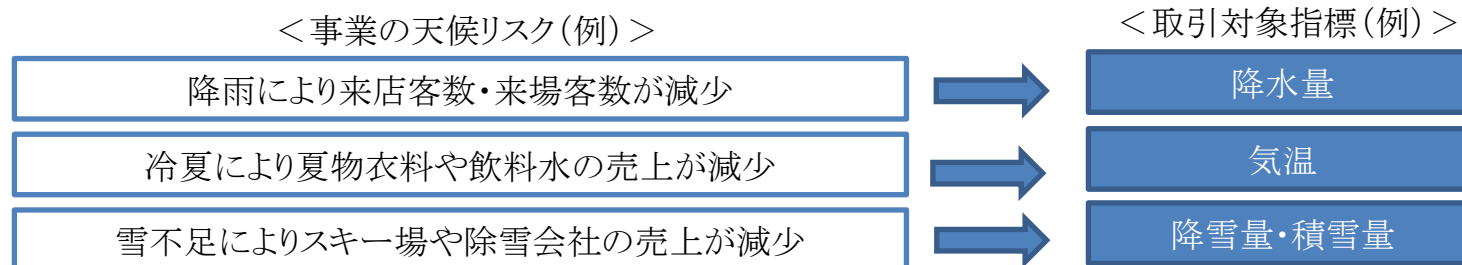 ＜事業の天候リスク(例)＞
＜取引対象指標(例)＞
降雨により来店客数・来場客数が減少
降水量
冷夏により夏物衣料や飲料水の売上が減少
気温
雪不足によりスキー場や除雪会社の売上が減少
降雪量・積雪量